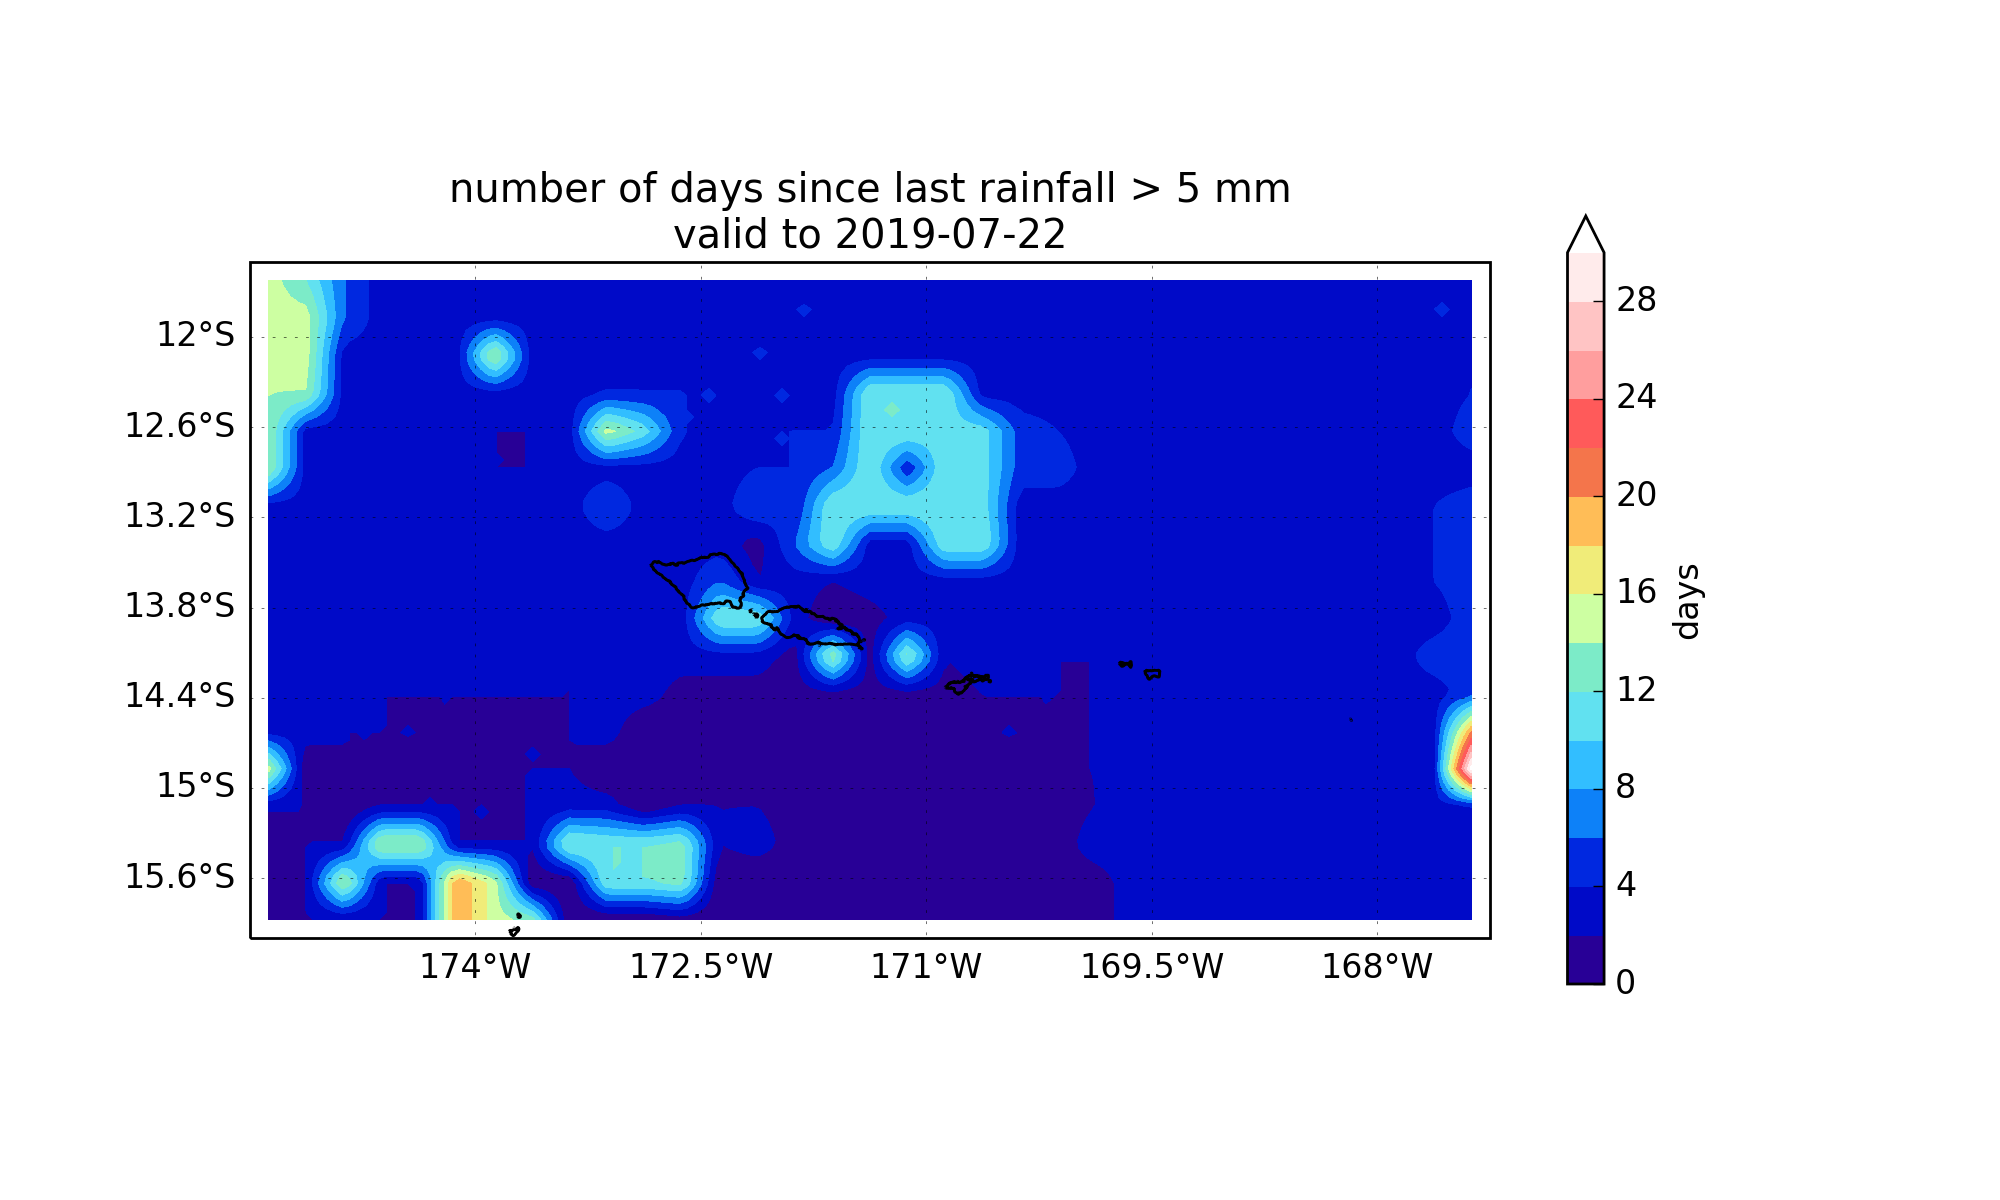 number of days since last rainfall > 5 mm
valid to 2019-07-22
12°S
12.6°S
13.2°S
13.8°S
14.4°S
15°S
15.6°S
174°W
172.5°W
171°W
169.5°W
168°W
28
24
20
16
12
8
4
0
days